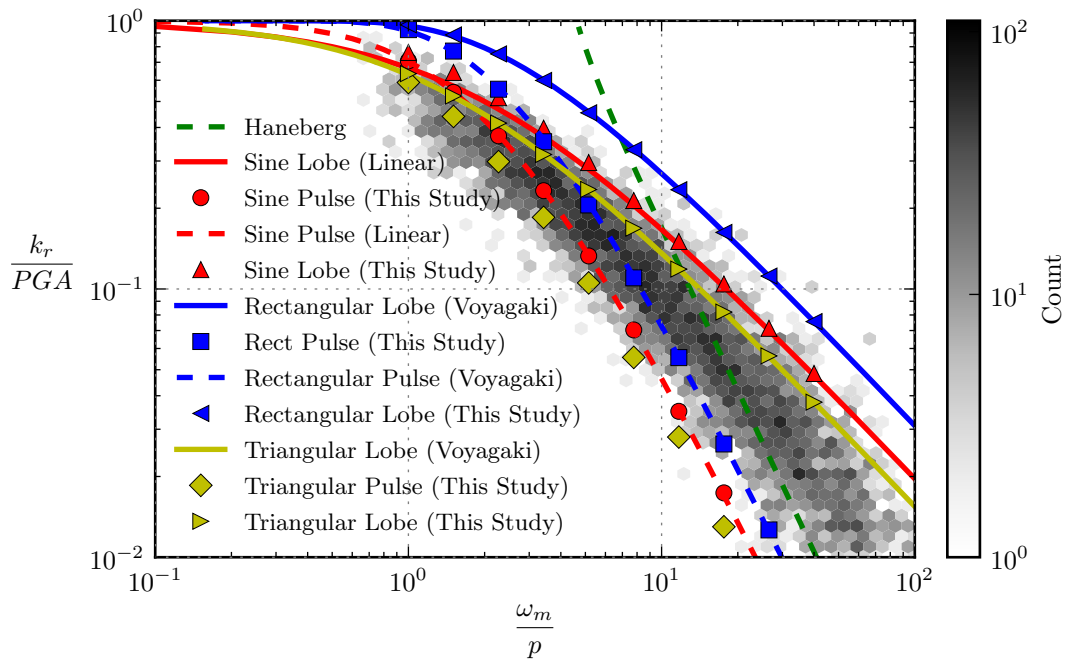 10^0
10^-1
10^-2
k_r
PGA
Haneberg
Sine Lobe (Linear)
Sine Pulse (This Study)
Sine Pulse (Linear)
Sine Lobe (This Study)
Rectangular Lobe (Voyagaki)
Rect Pulse (This Study)
Rectangular Pulse (Voyagaki)
Rectangular Lobe (This Study)
Triangular Lobe (Voyagaki)
Triangular Pulse (This Study)
Triangular Lobe (This Study)
10^-1 10^0 10^1 10^2
ω_m
p
10^2
10^1
10^0
Count